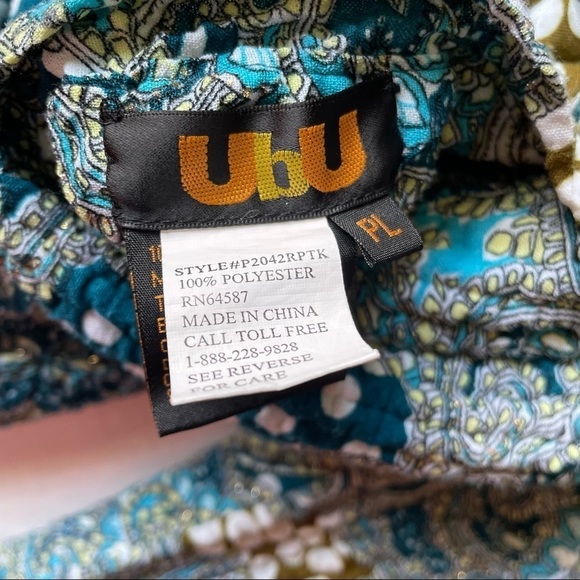 UbU
PL
STYLE#P2042RPTK
100% POLYESTER
RN64587
MADE IN CHINA
CALL TOLL FREE
1-888-228-9828
SEE REVERSE
FOR CARE